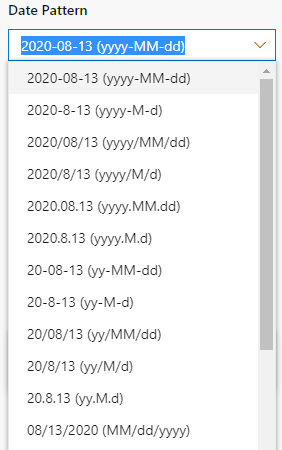 Date Pattern
2020-08-13 (yyyy-MM-dd)
2020-08-13 (yyyy-MM-dd)
2020-8-13 (yyyy-M-d)
2020/08/13 (yyyy/MM/dd)
2020/8/13 (yyyy/M/d)
2020.08.13 (yyyy.MM.dd)
2020.8.13 (yyyy.M.d)
20-08-13 (yy-MM-dd)
20-8-13 (yy-M-d)
20/08/13 (yy/MM/dd)
20/8/13 (yy/M/d)
20.8.13 (yy.M.d)
08/13/2020 (MM/dd/yyyy)